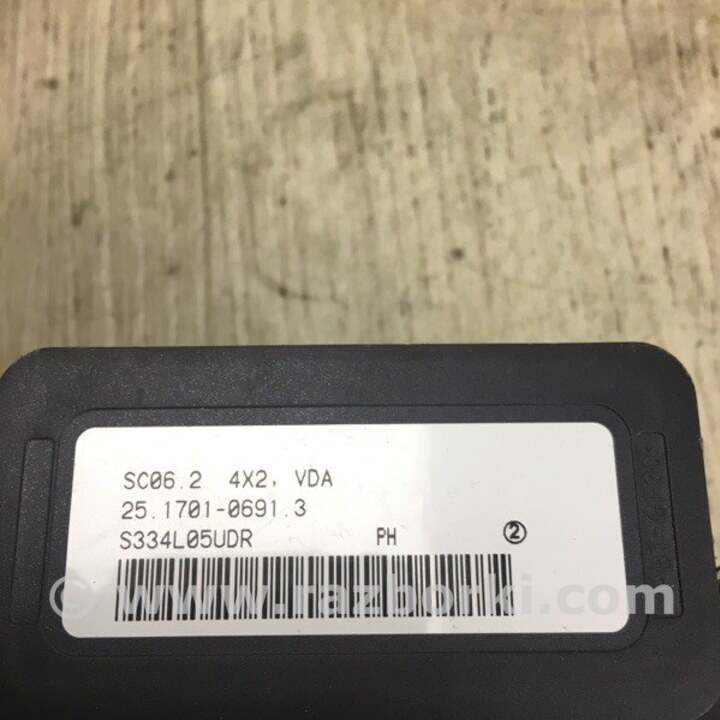 SC06.2 4X2, VDA
25.1701-0691.3
S334L05UDR PH ②
© www.razborki.com